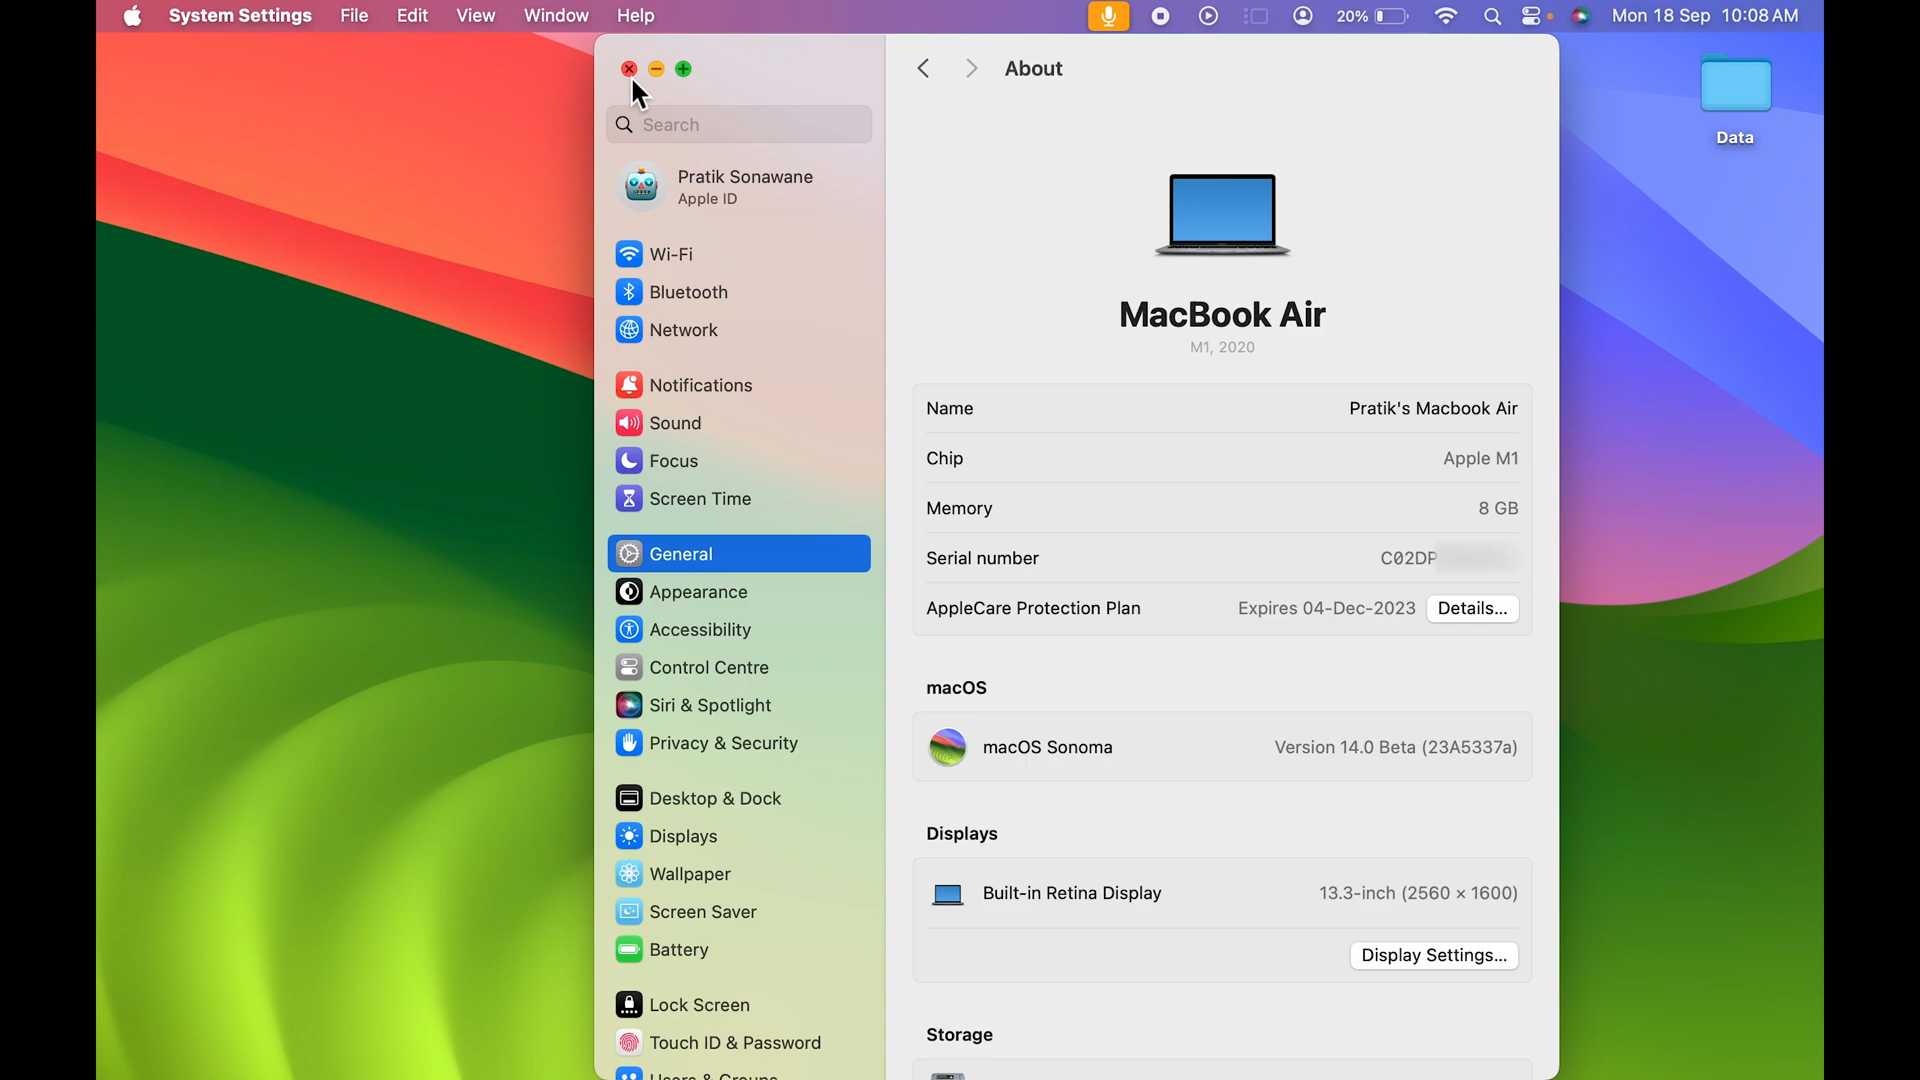 System Settings File Edit View Window Help 20% Mon 18 Sep 10:08 AM
About
Search
Data
Pratik Sonawane
Apple ID
Wi-Fi
Bluetooth
Network
Notifications
Sound
Focus
Screen Time
General
Appearance
Accessibility
Control Centre
Siri & Spotlight
Privacy & Security
Desktop & Dock
Displays
Wallpaper
Screen Saver
Battery
Lock Screen
Touch ID & Password
Users & Groups
MacBook Air
M1, 2020
Name Pratik's Macbook Air
Chip Apple M1
Memory 8 GB
Serial number C02DP
AppleCare Protection Plan Expires 04-Dec-2023 Details...
macOS
macOS Sonoma Version 14.0 Beta (23A5337a)
Displays
Built-in Retina Display 13.3-inch (2560 × 1600)
Display Settings...
Storage